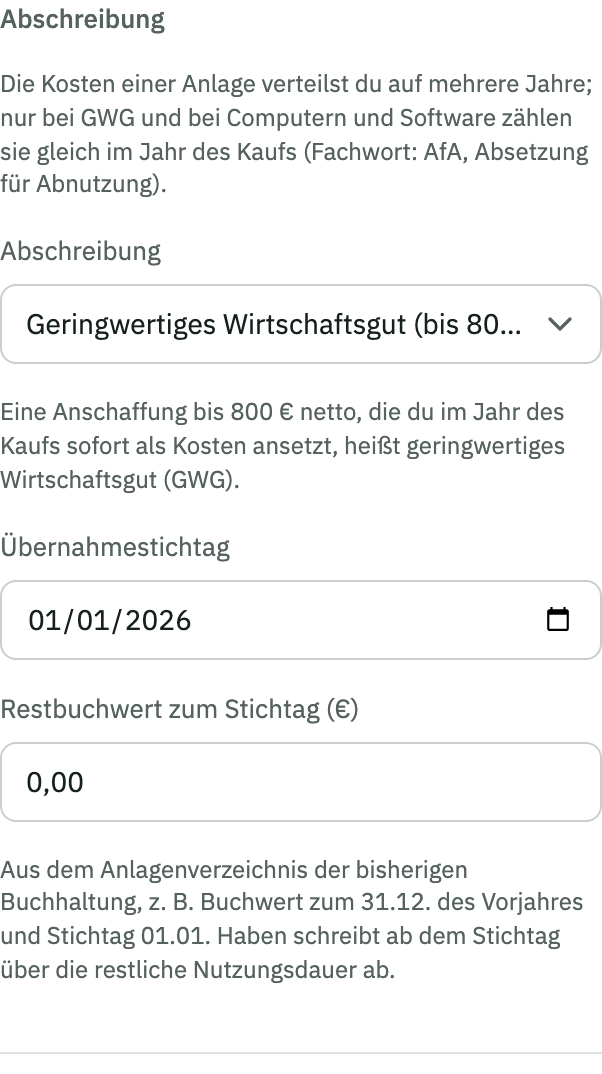 Abschreibung
Die Kosten einer Anlage verteilst du auf mehrere Jahre;
nur bei GWG und bei Computern und Software zählen
sie gleich im Jahr des Kaufs (Fachwort: AfA, Absetzung
für Abnutzung).
Abschreibung
Geringwertiges Wirtschaftsgut (bis 80...
Eine Anschaffung bis 800 € netto, die du im Jahr des
Kaufs sofort als Kosten ansetzt, heißt geringwertiges
Wirtschaftsgut (GWG).
Übernahmestichtag
01/01/2026
Restbuchwert zum Stichtag (€)
0,00
Aus dem Anlagenverzeichnis der bisherigen
Buchhaltung, z. B. Buchwert zum 31.12. des Vorjahres
und Stichtag 01.01. Haben schreibt ab dem Stichtag
über die restliche Nutzungsdauer ab.